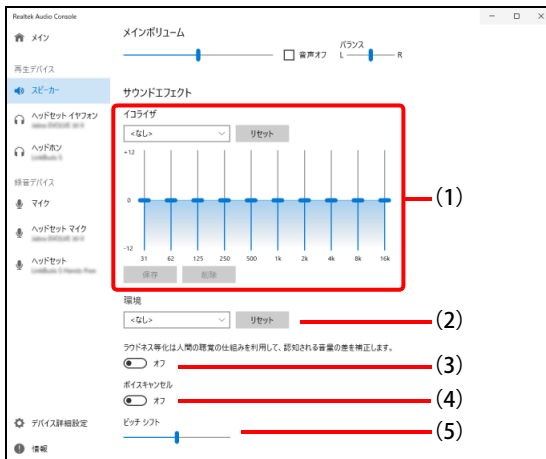 Realtek Audio Console
メイン
再生デバイス
スピーカー
ヘッドセット イヤフォン
ヘッドホン
録音デバイス
マイク
ヘッドセット マイク
ヘッドセット
デバイス詳細設定
情報
メインボリューム
音声オフ
バランス
L R
サウンドエフェクト
イコライザ
<なし> リセット
+12
0
-12
31 62 125 250 500 1k 2k 4k 8k 16k
保存 削除
(1)
環境
<なし> リセット
(2)
ラウドネス等化は人間の聴覚の仕組みを利用して、認知される音量の差を補正します。
オフ
(3)
ボイスキャンセル
オフ
(4)
ピッチ シフト
(5)